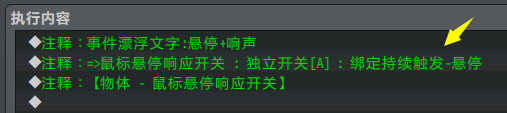 执行内容
◆注释：事件漂浮文字:悬停+响声
◆注释：=>鼠标悬停响应开关 : 独立开关[A] : 绑定持续触发-悬停
◆注释：【物体 - 鼠标悬停响应开关】
◆